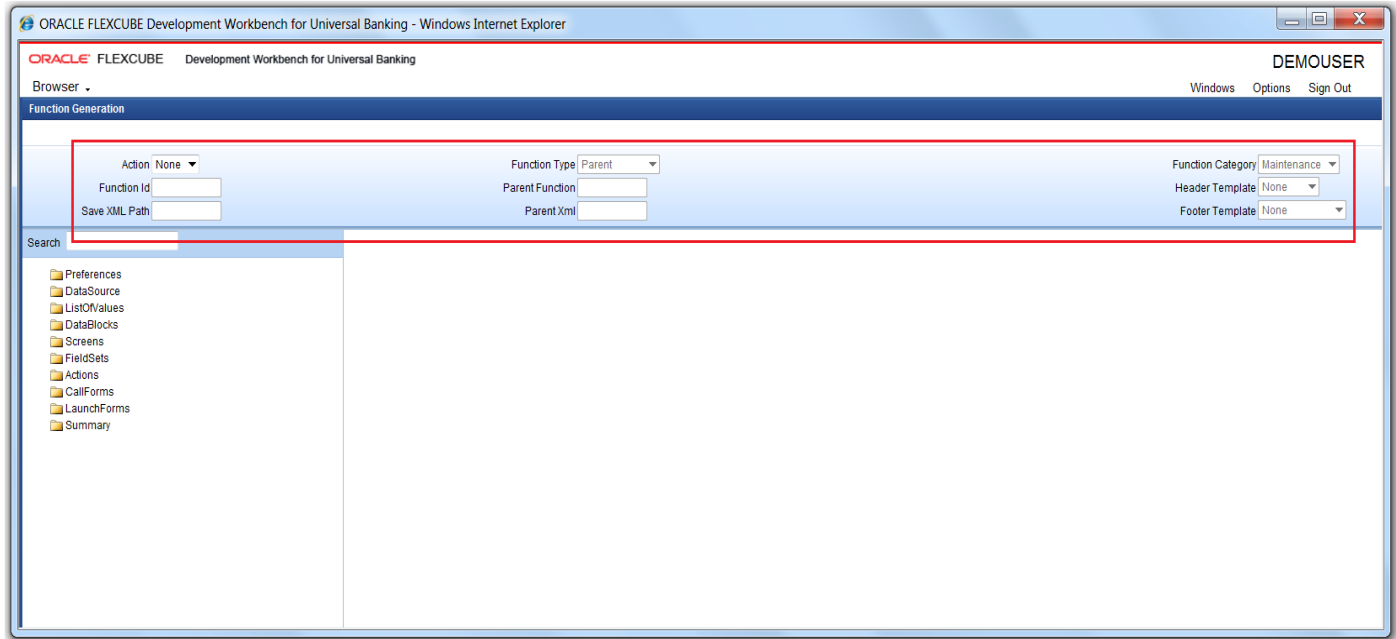 ORACLE FLEXCUBE Development Workbench for Universal Banking - Windows Internet Explorer
ORACLE FLEXCUBE Development Workbench for Universal Banking DEMOUSER
Browser Windows Options Sign Out
Function Generation
Action None Function Type Parent Function Category Maintenance
Function Id Parent Function Header Template None
Save XML Path Parent Xml Footer Template None
Search
Preferences
DataSource
ListOfValues
DataBlocks
Screens
FieldSets
Actions
CallForms
LaunchForms
Summary